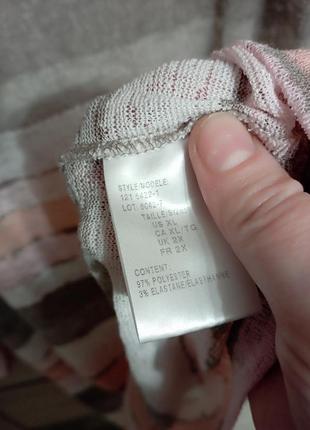 STYLE/MODELE:
LOT:
TAILLE/SIZES
US XL
CA XL/TG
UK 2X
FR 2X
CONTENT:
97% POLYESTER
3% ELASTANE/ELASTHANNE